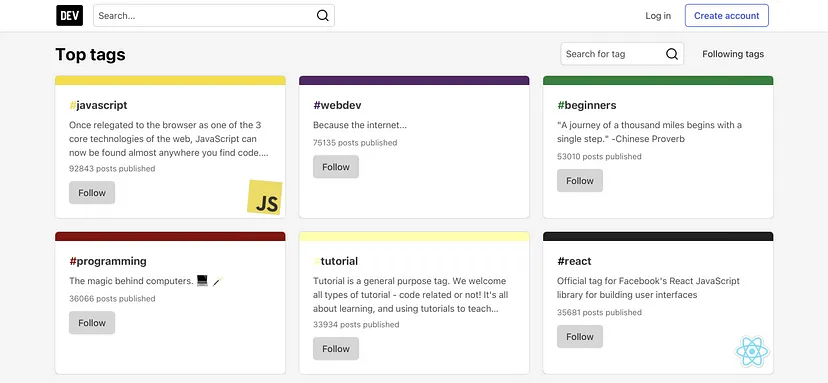 DEV Search... Log in Create account
Top tags Search for tag Following tags
#javascript
Once relegated to the browser as one of the 3
core technologies of the web, JavaScript can
now be found almost anywhere you find code....
92843 posts published
Follow
JS
#webdev
Because the internet...
75135 posts published
Follow
#beginners
"A journey of a thousand miles begins with a
single step." -Chinese Proverb
53010 posts published
Follow
#programming
The magic behind computers. 💻 🪄
36066 posts published
Follow
#tutorial
Tutorial is a general purpose tag. We welcome
all types of tutorial - code related or not! It's all
about learning, and using tutorials to teach...
33934 posts published
Follow
#react
Official tag for Facebook's React JavaScript
library for building user interfaces
35681 posts published
Follow